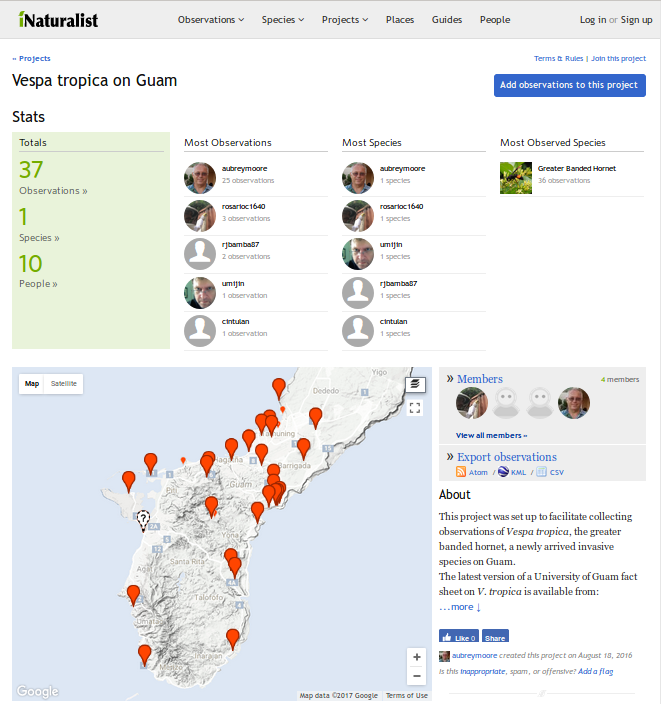 iNaturalist
Observations Species Projects Places Guides People
Log in or Sign up
« Projects
Terms & Rules | Join this project
Vespa tropica on Guam
Add observations to this project
Stats
Totals
37
Observations »
1
Species »
10
People »
Most Observations
aubreymoore
25 observations
rosarioc1640
3 observations
rjbamba87
2 observations
umijin
1 observation
cintulan
1 observation
Most Species
aubreymoore
1 species
rosarioc1640
1 species
umijin
1 species
rjbamba87
1 species
cintulan
1 species
Most Observed Species
Greater Banded Hornet
36 observations
Map Satellite
Yigo
Dededo
Barrigada
Guam
Yona
Santa Rita
Talofofo
Umatac
Inarajan
Merizo
+
−
Google
Map data ©2017 Google Terms of Use
» Members
4 members
View all members »
» Export observations
Atom / KML / CSV
About
This project was set up to facilitate collecting
observations of Vespa tropica, the greater
banded hornet, a newly arrived invasive
species on Guam.
The latest version of a University of Guam fact
sheet on V. tropica is available from:
...more ↓
Like 0 Share
aubreymoore created this project on August 18, 2016
Is this inappropriate, spam, or offensive? Add a flag